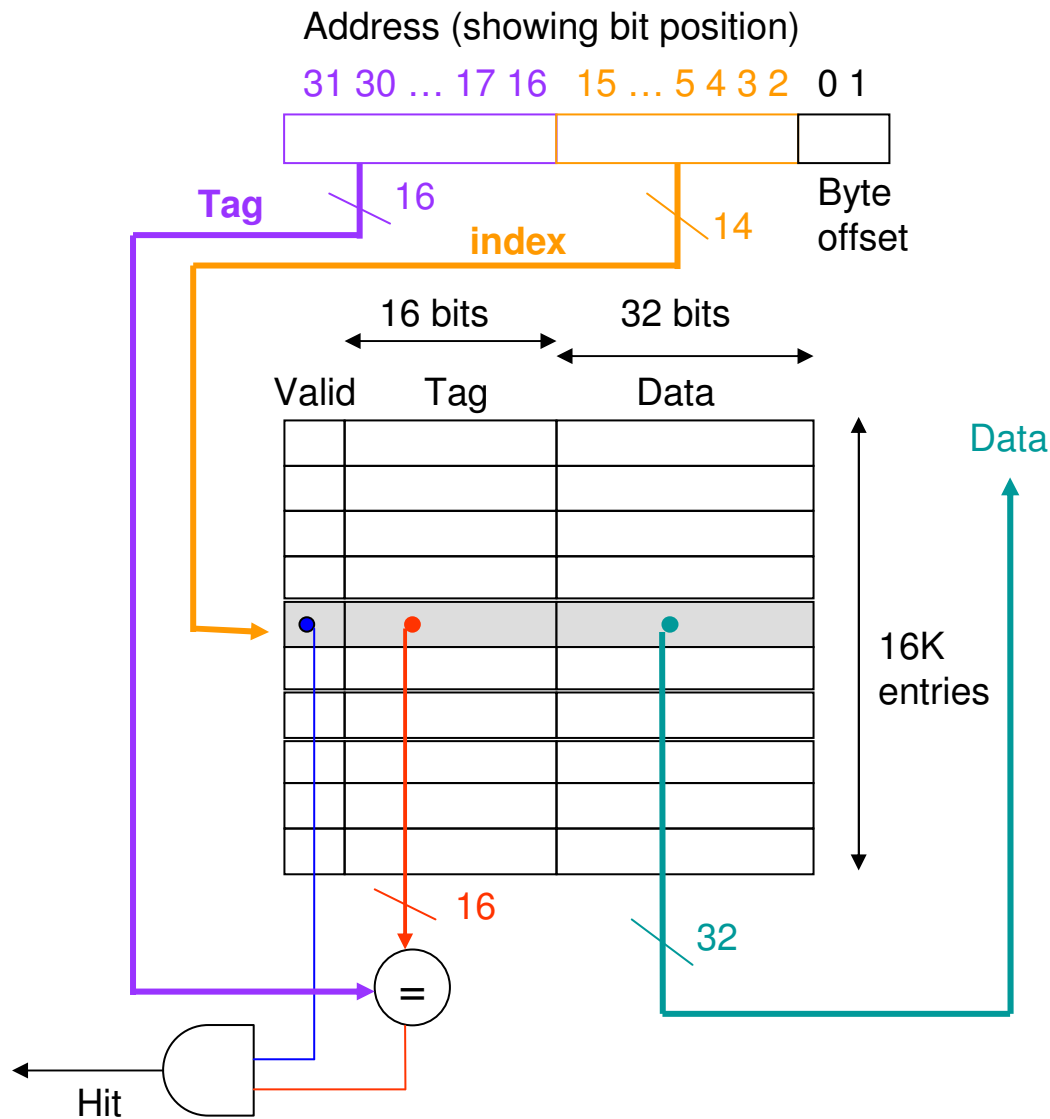 Address (showing bit position)
31 30 … 17 16 15 … 5 4 3 2 0 1
Tag
16
index
14
Byte
offset
16 bits
32 bits
Valid
Tag
Data
Data
16K
entries
16
32
=
Hit